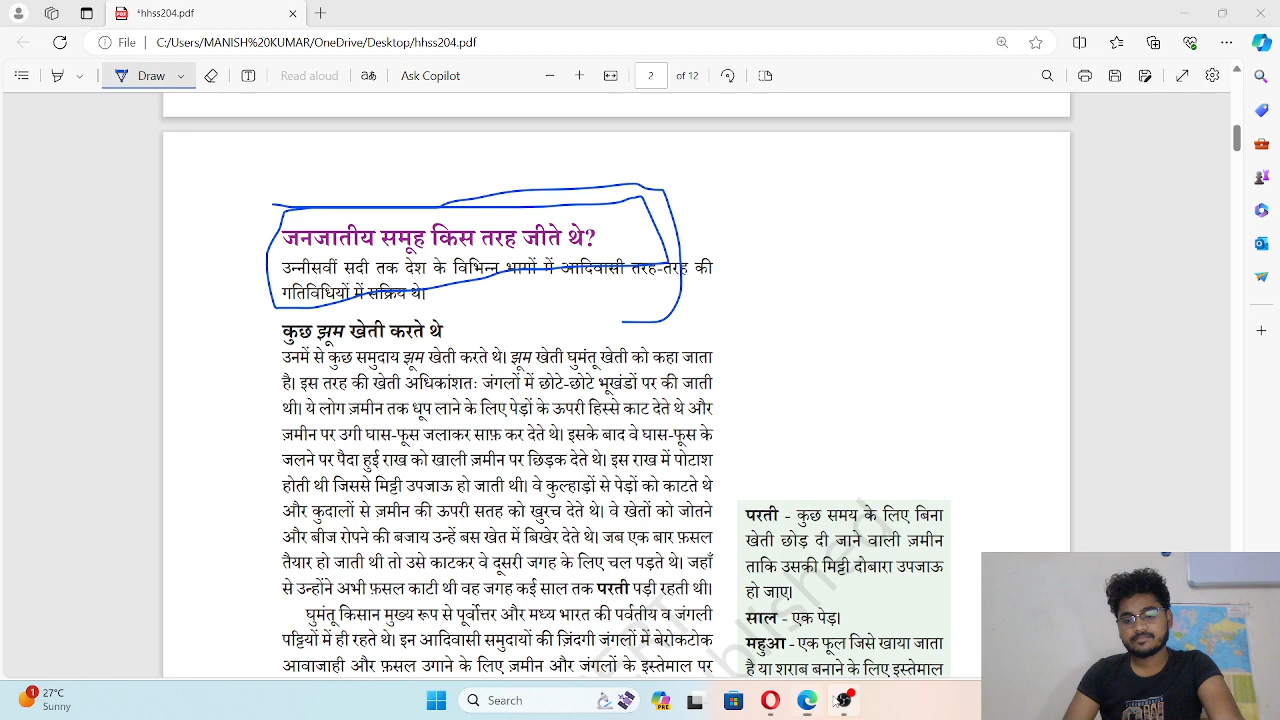 *hhss204.pdf
File
C:/Users/MANISH%20KUMAR/OneDrive/Desktop/hhss204.pdf
Draw
Read aloud
Ask Copilot
2 of 12
जनजातीय समूह किस तरह जीते थे?
उन्नीसवीं सदी तक देश के विभिन्न भागों में आदिवासी तरह-तरह की
गतिविधियों में सक्रिय थे।
कुछ झूम खेती करते थे
उनमें से कुछ समुदाय झूम खेती करते थे। झूम खेती घुमंतू खेती को कहा जाता
है। इस तरह की खेती अधिकांशतः जंगलों में छोटे-छोटे भूखंडों पर की जाती
थी। ये लोग ज़मीन तक धूप लाने के लिए पेड़ों के ऊपरी हिस्से काट देते थे और
ज़मीन पर उगी घास-फूस जलाकर साफ़ कर देते थे। इसके बाद वे घास-फूस के
जलने पर पैदा हुई राख को खाली ज़मीन पर छिड़क देते थे। इस राख में पोटाश
होती थी जिससे मिट्टी उपजाऊ हो जाती थी। वे कुल्हाड़ों से पेड़ों को काटते थे
और कुदालों से ज़मीन की ऊपरी सतह को खुरच देते थे। वे खेतों को जोतने
और बीज रोपने की बजाय उन्हें बस खेत में बिखेर देते थे। जब एक बार फ़सल
तैयार हो जाती थी तो उसे काटकर वे दूसरी जगह के लिए चल पड़ते थे। जहाँ
से उन्होंने अभी फ़सल काटी थी वह जगह कई साल तक परती पड़ी रहती थी।
घुमंतू किसान मुख्य रूप से पूर्वोत्तर और मध्य भारत की पर्वतीय व जंगली
पट्टियों में ही रहते थे। इन आदिवासी समुदायों की ज़िंदगी जंगलों में बेरोकटोक
आवाजाही और फ़सल उगाने के लिए ज़मीन और जंगलों के इस्तेमाल पर
परती - कुछ समय के लिए बिना
खेती छोड़ दी जाने वाली ज़मीन
ताकि उसकी मिट्टी दोबारा उपजाऊ
हो जाए।
साल - एक पेड़।
महुआ - एक फूल जिसे खाया जाता
है या शराब बनाने के लिए इस्तेमाल
27°C
Sunny
Search
PRE